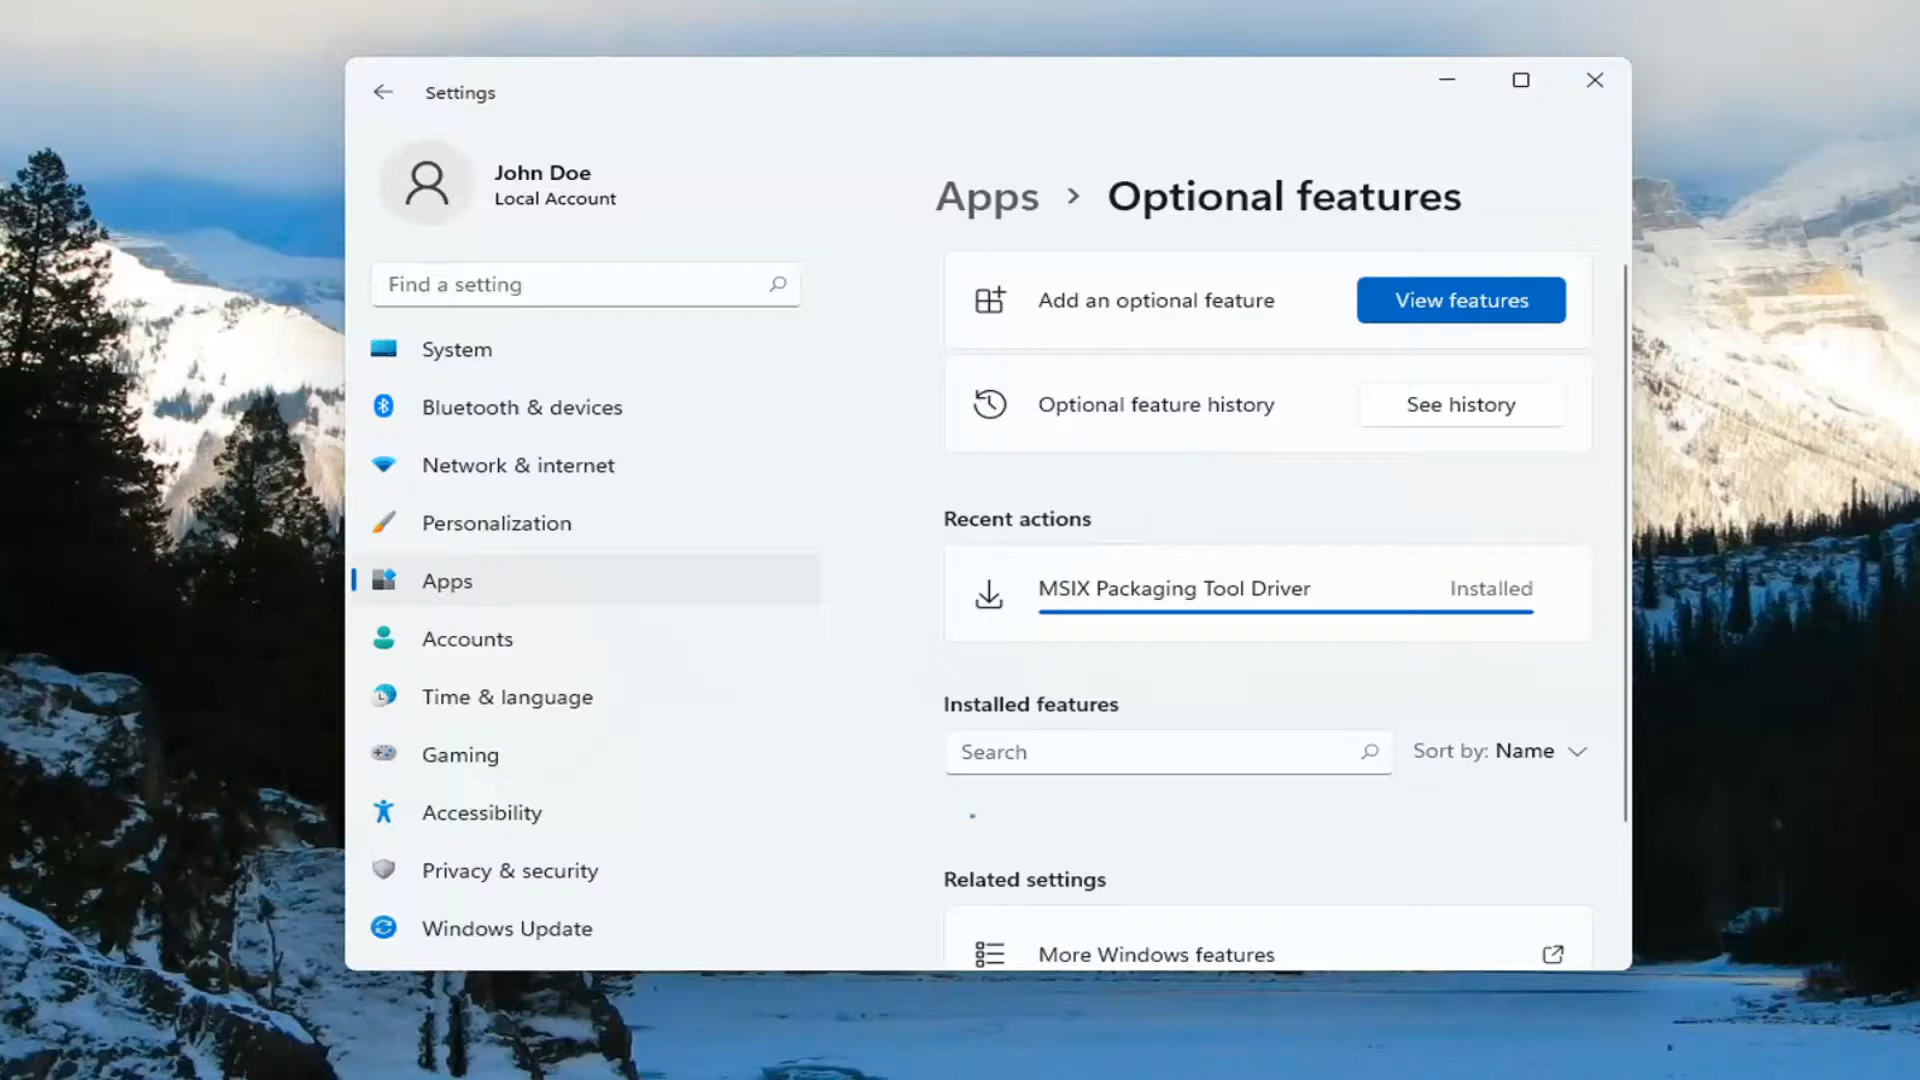 Settings
John Doe
Local Account
Find a setting
System
Bluetooth & devices
Network & internet
Personalization
Apps
Accounts
Time & language
Gaming
Accessibility
Privacy & security
Windows Update
Apps > Optional features
Add an optional feature View features
Optional feature history See history
Recent actions
MSIX Packaging Tool Driver Installed
Installed features
Search Sort by: Name
Related settings
More Windows features